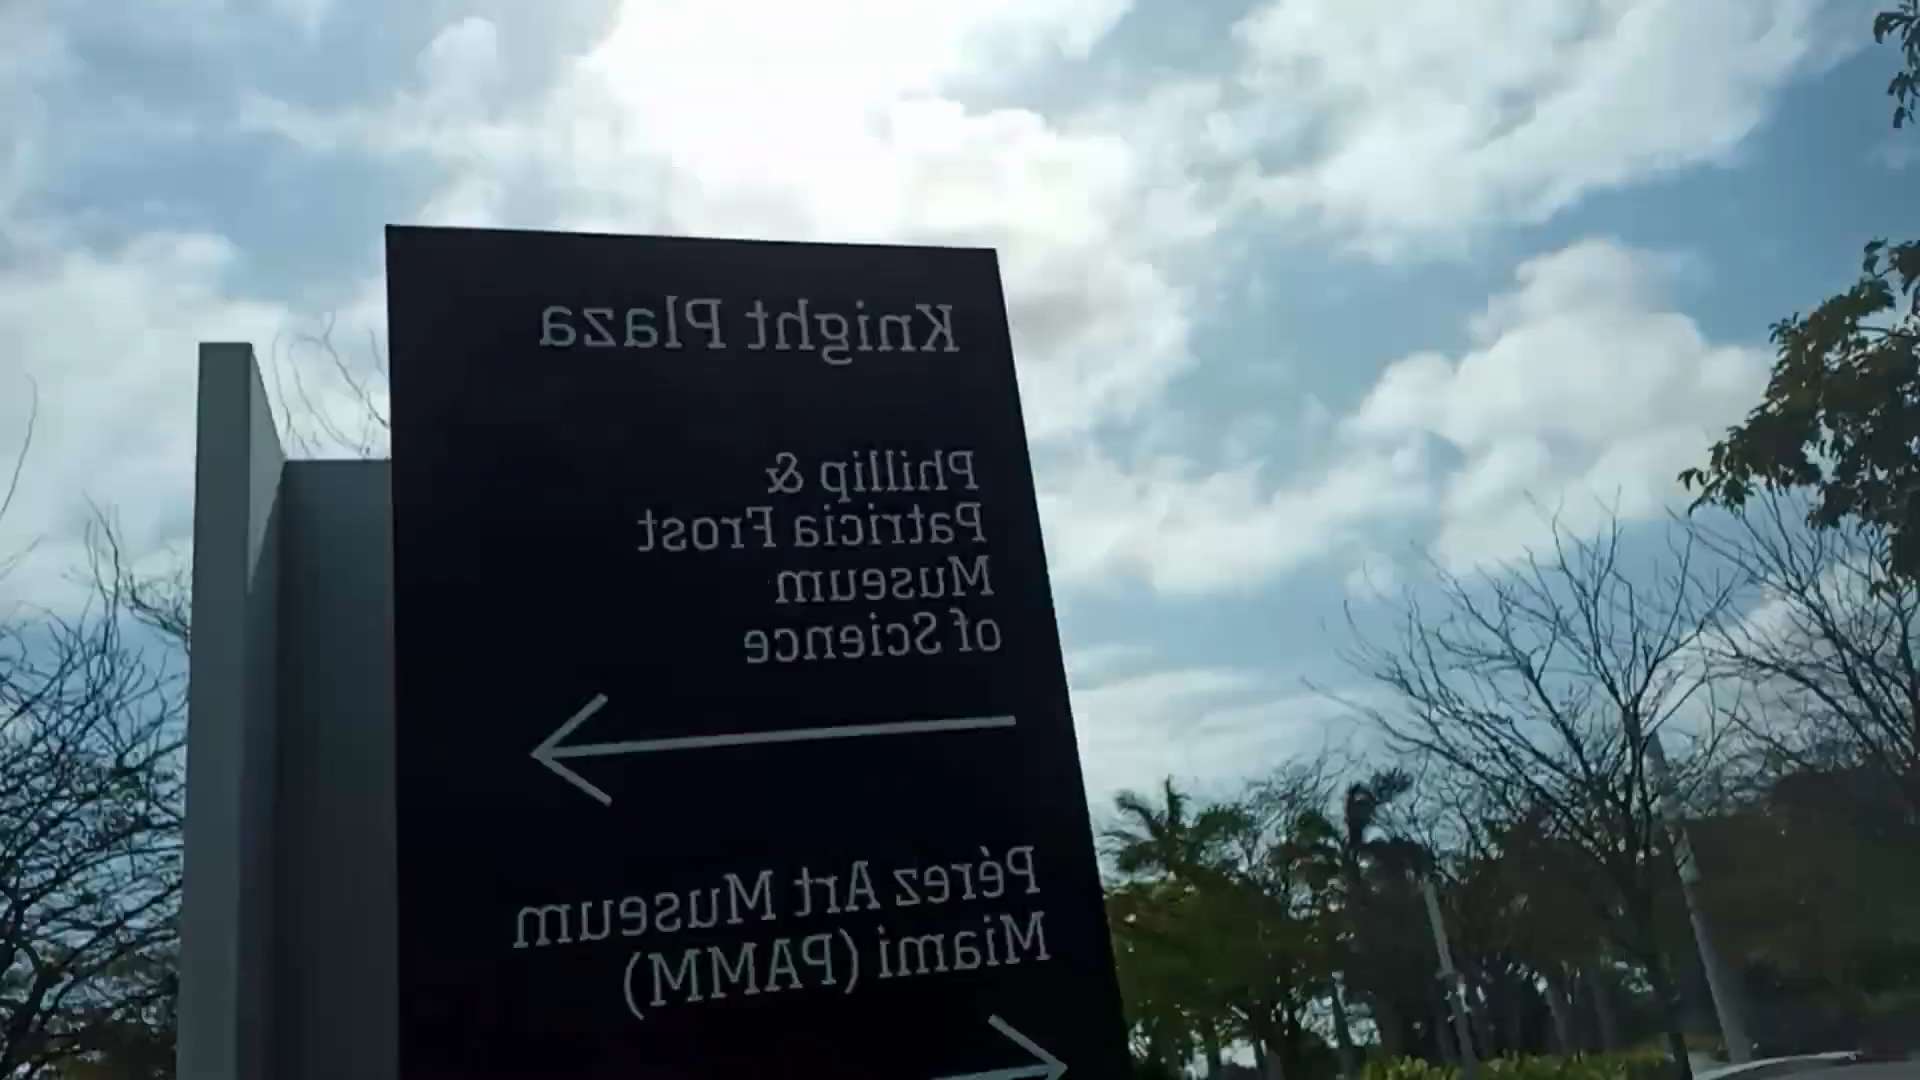 Knight Plaza
Phillip &
Patricia Frost
Museum
of Science
Pérez Art Museum
Miami (PAMM)